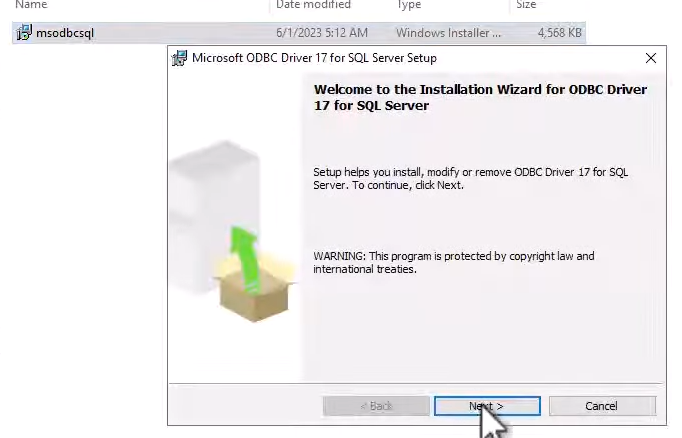 Name Date modified Type Size
msodbcsql 6/1/2023 5:12 AM Windows Installer ... 4,568 KB
Microsoft ODBC Driver 17 for SQL Server Setup
Welcome to the Installation Wizard for ODBC Driver
17 for SQL Server
Setup helps you install, modify or remove ODBC Driver 17 for SQL
Server. To continue, click Next.
WARNING: This program is protected by copyright law and
international treaties.
< Back Next > Cancel